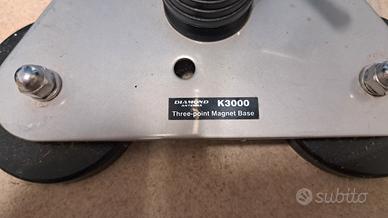 DIAMOND ANTENNA K3000
Three-point Magnet Base
subito